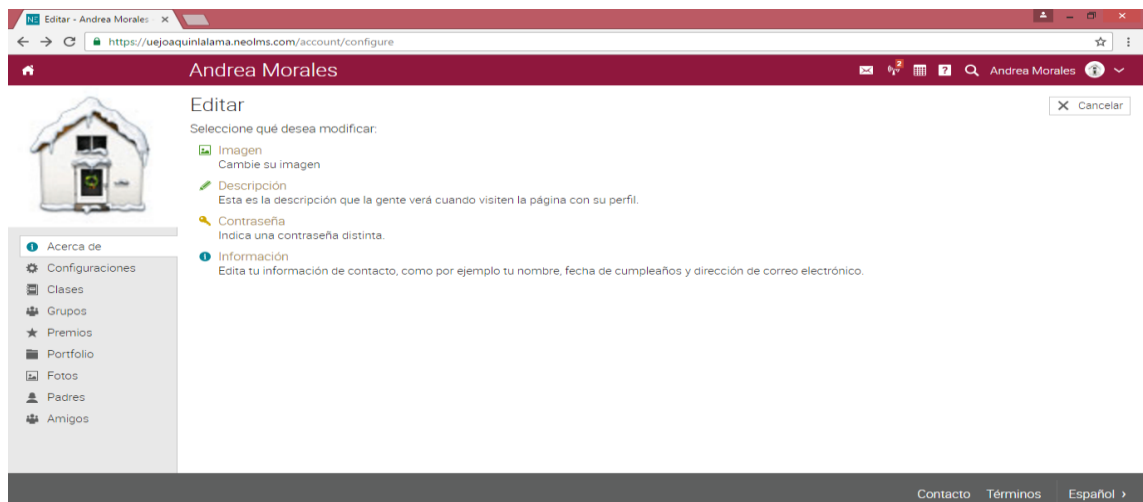 NE Editar - Andrea Morales
https://uejoaquinlalama.neolms.com/account/configure
Andrea Morales
2
? Andrea Morales
Editar
Cancelar
Seleccione qué desea modificar:
Imagen
Cambie su imagen
Descripción
Esta es la descripción que la gente verá cuando visiten la página con su perfil.
Contraseña
Indica una contraseña distinta.
Información
Edita tu información de contacto, como por ejemplo tu nombre, fecha de cumpleaños y dirección de correo electrónico.
Acerca de
Configuraciones
Clases
Grupos
Premios
Portfolio
Fotos
Padres
Amigos
Contacto Términos Español ›